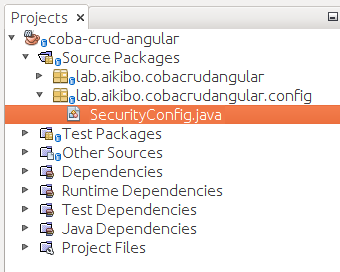 Projects
coba-crud-angular
Source Packages
lab.aikibo.cobacrudangular
lab.aikibo.cobacrudangular.config
SecurityConfig.java
Test Packages
Other Sources
Dependencies
Runtime Dependencies
Test Dependencies
Java Dependencies
Project Files